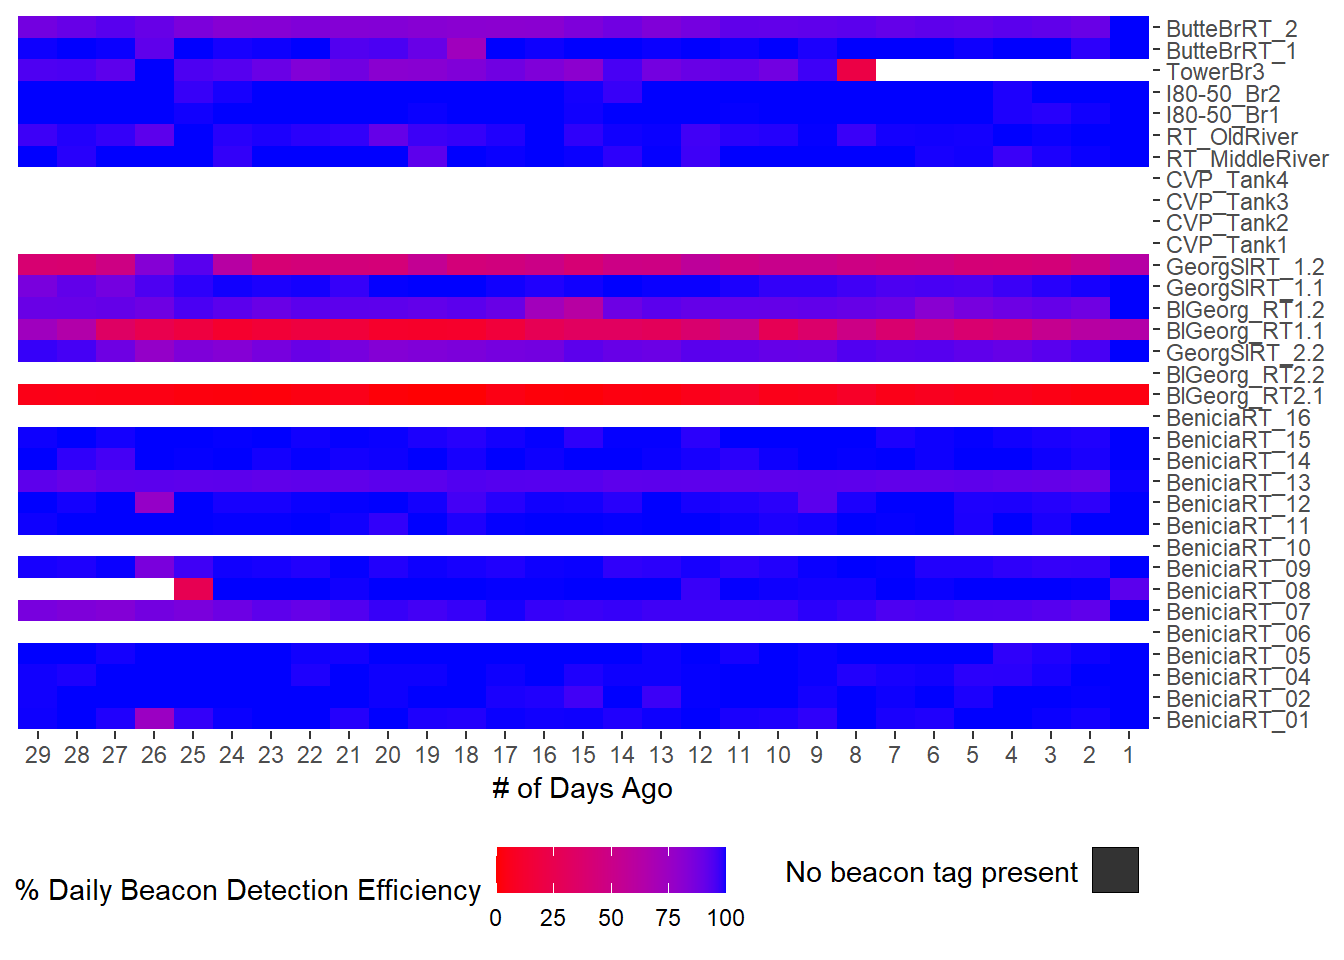 ButteBrRT_2
ButteBrRT_1
TowerBr3
I80-50_Br2
I80-50_Br1
RT_OldRiver
RT_MiddleRiver
CVP_Tank4
CVP_Tank3
CVP_Tank2
CVP_Tank1
GeorgSlRT_1.2
GeorgSlRT_1.1
BlGeorg_RT1.2
BlGeorg_RT1.1
GeorgSlRT_2.2
BlGeorg_RT2.2
BlGeorg_RT2.1
BeniciaRT_16
BeniciaRT_15
BeniciaRT_14
BeniciaRT_13
BeniciaRT_12
BeniciaRT_11
BeniciaRT_10
BeniciaRT_09
BeniciaRT_08
BeniciaRT_07
BeniciaRT_06
BeniciaRT_05
BeniciaRT_04
BeniciaRT_02
BeniciaRT_01
29 28 27 26 25 24 23 22 21 20 19 18 17 16 15 14 13 12 11 10 9 8 7 6 5 4 3 2 1
# of Days Ago
% Daily Beacon Detection Efficiency
0 25 50 75 100
No beacon tag present